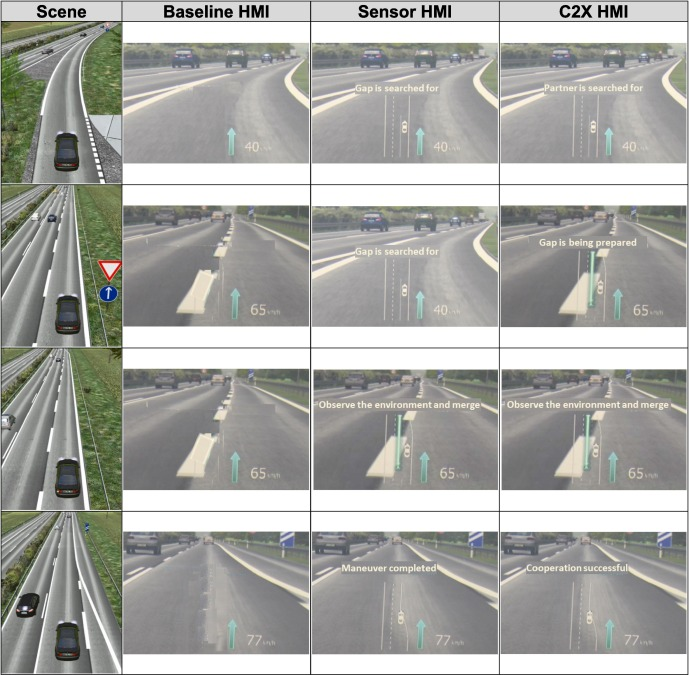 Scene Baseline HMI Sensor HMI C2X HMI
40 km/h
Gap is searched for
40 km/h
Partner is searched for
40 km/h
65 km/h
Gap is searched for
40 km/h
Gap is being prepared
65 km/h
65 km/h
Observe the environment and merge
65 km/h
Observe the environment and merge
65 km/h
77 km/h
Maneuver completed
77 km/h
Cooperation successful
77 km/h